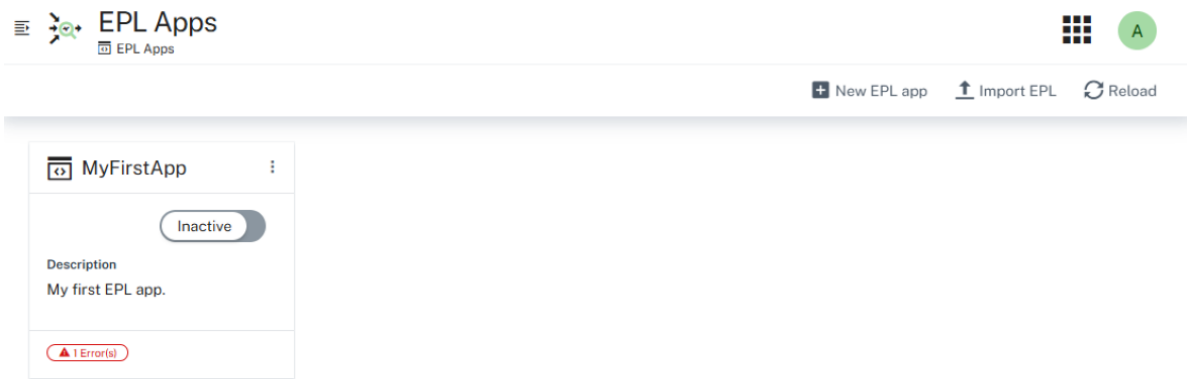 EPL Apps
EPL Apps
A
New EPL app Import EPL Reload
MyFirstApp
Inactive
Description
My first EPL app.
1 Error(s)